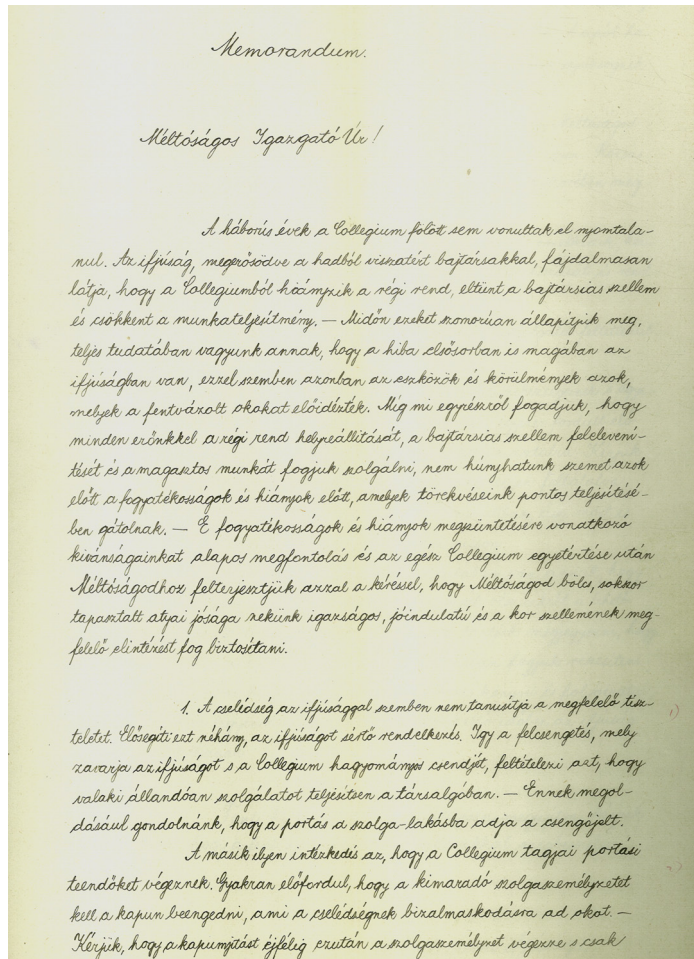 Memorandum.
Méltóságos Igazgató Úr!
A háborús évek a Collegium fölött sem vonultak el nyomtala-
nul. Az ifjúság, megerősödve a hadból visszatért bajtársakkal, fájdalmasan
látja, hogy a Collegiumból hiányzik a régi rend, eltünt a bajtársias szellem
és csökkent a munkateljesítmény. — Midőn ezeket szomorúan állapítjuk meg,
teljes tudatában vagyunk annak, hogy a hiba elsősorban is magában az
ifjúságban van, ezzel szemben azonban az eszközök és körülmények azok,
melyek a fentvázolt okokat előidézték. Míg mi egyrészről fogadjuk, hogy
minden erőnkkel a régi rend helyreállítását, a bajtársias szellem felelevení-
tését és a magasztos munkát fogjuk szolgálni, nem húnyhatunk szemet azok
előtt a fogyatékosságok és hiányok előtt, amelyek törekvéseink pontos teljesítésé-
ben gátolnak. — E fogyatékosságok és hiányok megszüntetésére vonatkozó
kivánságainkat alapos megfontolás és az egész Collegium egyetértése után
Méltóságodhoz felterjesztjük azzal a kéréssel, hogy Méltóságod bölcs, sokszor
tapasztalt atyai jósága nekünk igazságos, jóindulatú és a kor szellemének meg-
felelő elintézést fog biztosítani.
1. A cselédség az ifjúsággal szemben nem tanusítja a megfelelő tisz-
teletet. Elősegíti ezt néhány, az ifjúságot sértő rendelkezés. Igy a felcsengetés, mely
zavarja az ifjúságot s a Collegium hagyományos csendjét, feltételezi azt, hogy
valaki állandóan szolgálatot teljesítsen a társalgóban. — Ennek megol-
dásául gondolnánk, hogy a portás a szolga-lakásba adja a csengőjelt.
A másik ilyen intézkedés az, hogy a Collegium tagjai portási
teendőket végeznek. Gyakran előfordul, hogy a kimaradó szolgaszemélyzetet
kell a kapun beengedni, ami a cselédségnek bizalmaskodásra ad okot. —
Kérjük, hogy a kapunyitást éjfélig ezután a szolgaszemélyzet végezze s csak